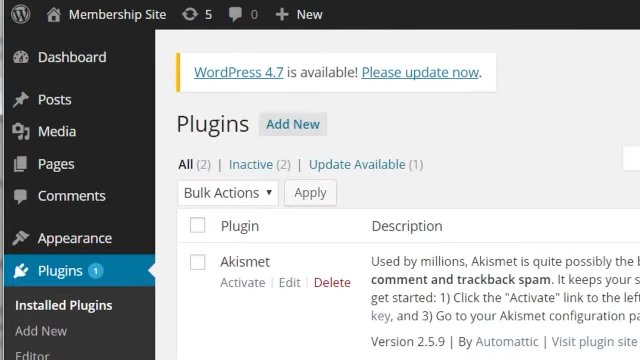 Membership Site 5 0 + New
Dashboard
Posts
Media
Pages
Comments
Appearance
Plugins 1
Installed Plugins
Add New
Editor
WordPress 4.7 is available! Please update now.
Plugins Add New
All (2) | Inactive (2) | Update Available (1)
Bulk Actions Apply
Plugin Description
Akismet Used by millions, Akismet is quite possibly the b
Activate | Edit | Delete comment and trackback spam. It keeps your s
get started: 1) Click the "Activate" link to the left
key, and 3) Go to your Akismet configuration pa
Version 2.5.9 | By Automattic | Visit plugin site